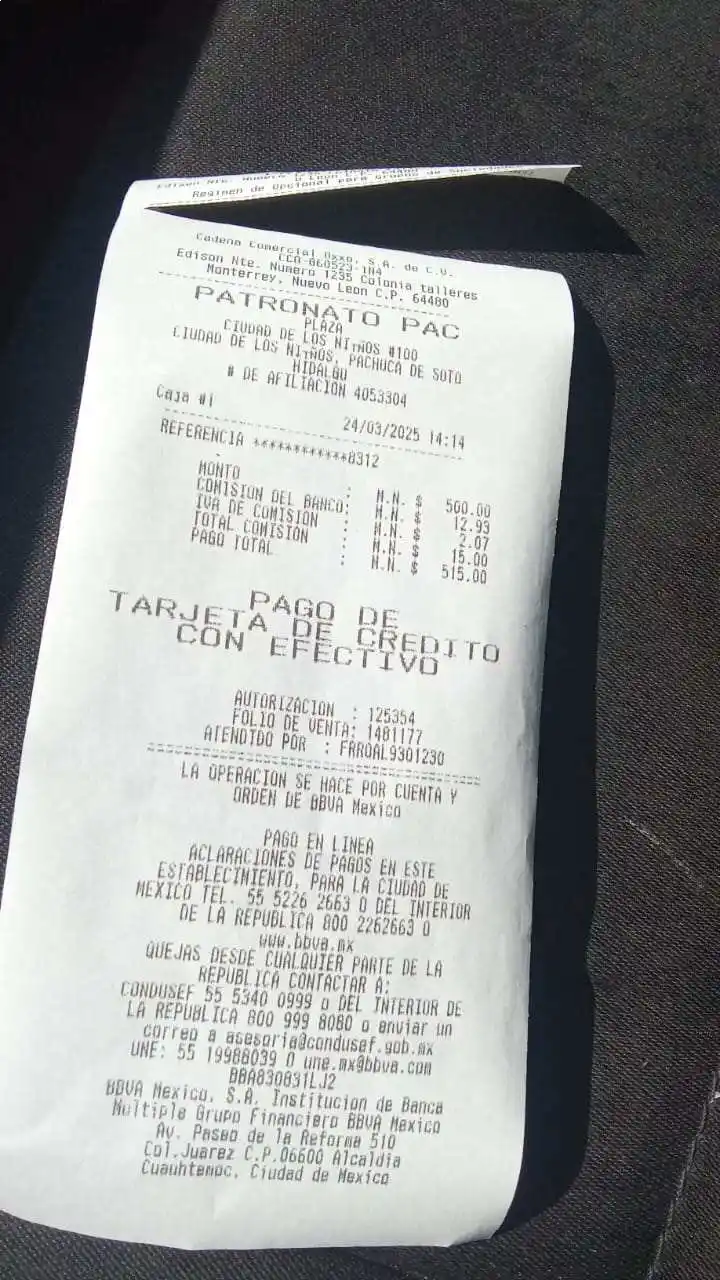 Regimen de Opcional para Grupos de Sociedades
Cadena Comercial Oxxo, S.A. de C.V.
CCO-860523-1N4
Edison Nte. Numero 1235 Colonia talleres
Monterrey, Nuevo Leon C.P. 64480
PATRONATO PAC
PLAZA
CIUDAD DE LOS NIÑOS #100
CIUDAD DE LOS NIÑOS, PACHUCA DE SOTO
HIDALGO
# DE AFILIACION 4053304
Caja #1
24/03/2025 14:14
REFERENCIA ************8312
MONTO : M.N. $ 500.00
COMISION DEL BANCO: M.N. $ 12.93
IVA DE COMISION : M.N. $ 2.07
TOTAL COMISION : M.N. $ 15.00
PAGO TOTAL : M.N. $ 515.00
PAGO DE
TARJETA DE CREDITO
CON EFECTIVO
AUTORIZACION : 125354
FOLIO DE VENTA: 1481177
ATENDIDO POR : FRROAL9301230
LA OPERACION SE HACE POR CUENTA Y
ORDEN DE BBVA Mexico
PAGO EN LINEA
ACLARACIONES DE PAGOS EN ESTE
ESTABLECIMIENTO, PARA LA CIUDAD DE
MEXICO TEL. 55 5226 2663 O DEL INTERIOR
DE LA REPUBLICA 800 2262663 O
www.bbva.mx
QUEJAS DESDE CUALQUIER PARTE DE LA
REPUBLICA CONTACTAR A:
CONDUSEF 55 5340 0999 o DEL INTERIOR DE
LA REPUBLICA 800 999 8080 o enviar un
correo a asesoria@condusef.gob.mx
UNE: 55 19988039 O une.mx@bbva.com
BBA830831LJ2
BBVA Mexico, S.A. Institucion de Banca
Multiple Grupo Financiero BBVA Mexico
Av. Paseo de la Reforma 510
Col.Juarez C.P.06600 Alcaldia
Cuauhtemoc, Ciudad de Mexico